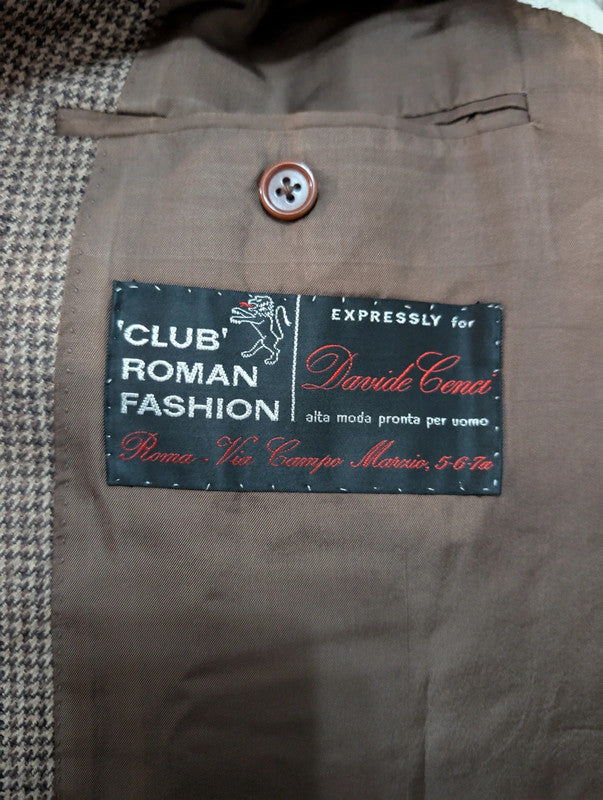 'CLUB'
ROMAN
FASHION
EXPRESSLY for
Davide Cenci
alta moda pronta per uomo
Roma - Via Campo Marzio, 5-6-7a